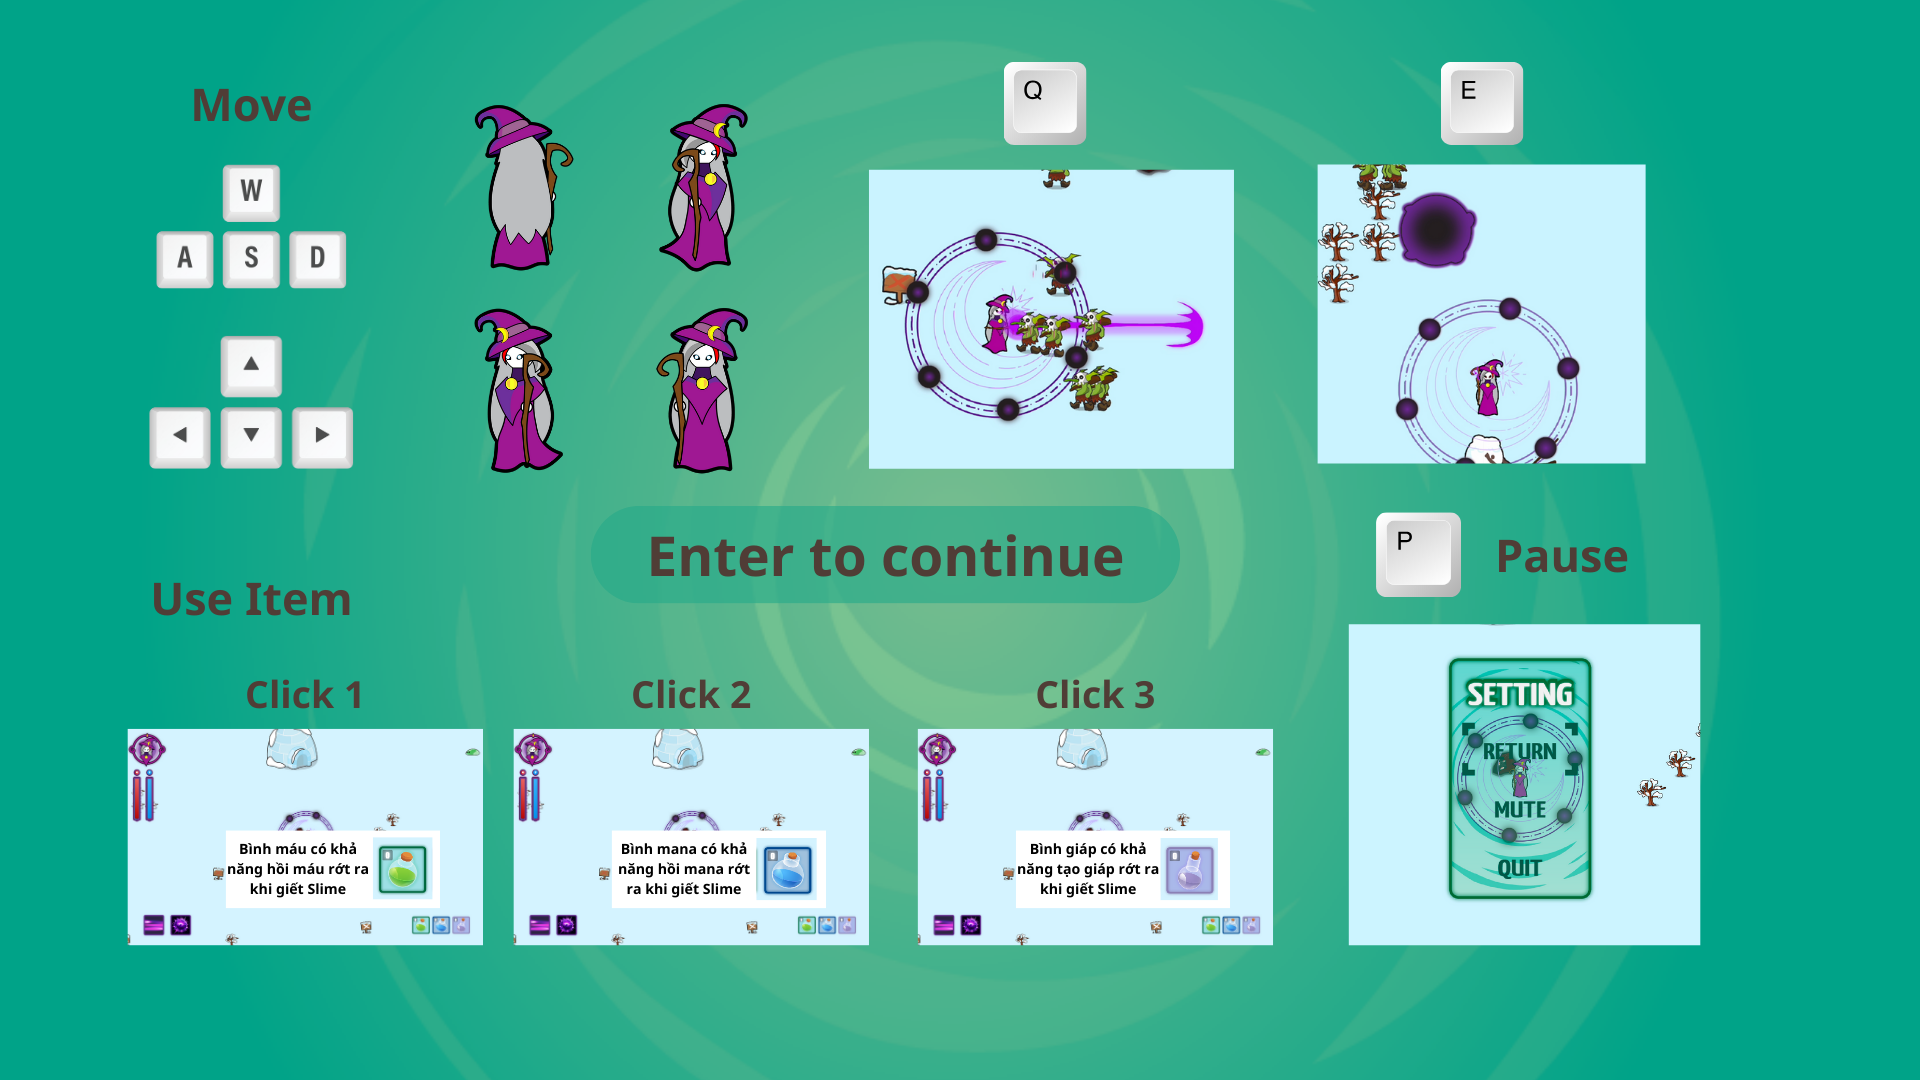 Move
W
A S D
Q
E
Enter to continue
P
Pause
Use Item
Click 1
Bình máu có khả
năng hồi máu rớt ra
khi giết Slime
Click 2
Bình mana có khả
năng hồi mana rớt
ra khi giết Slime
Click 3
Bình giáp có khả
năng tạo giáp rớt ra
khi giết Slime
SETTING
RETURN
MUTE
QUIT